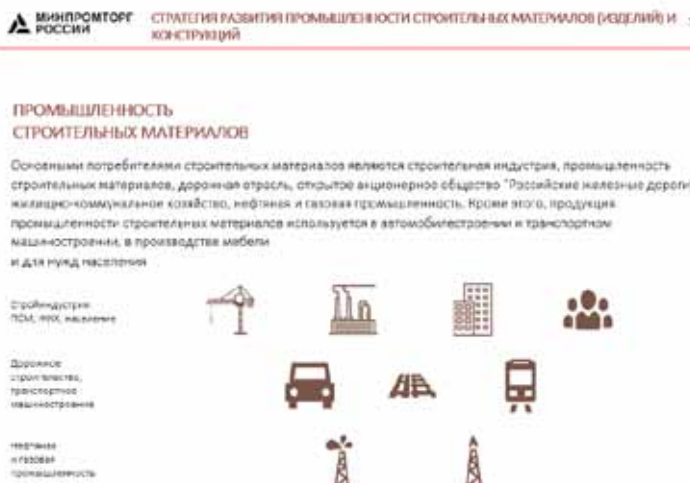 МИНПРОМТОРГ
РОССИИ
СТРАТЕГИЯ РАЗВИТИЯ ПРОМЫШЛЕННОСТИ СТРОИТЕЛЬНЫХ МАТЕРИАЛОВ (ИЗДЕЛИЙ) И
КОНСТРУКЦИЙ
ПРОМЫШЛЕННОСТЬ
СТРОИТЕЛЬНЫХ МАТЕРИАЛОВ
Основными потребителями строительных материалов являются строительная индустрия, промышленность
строительных материалов, дорожная отрасль, открытое акционерное общество "Российские железные дороги
жилищно-коммунальное хозяйство, нефтяная и газовая промышленность. Кроме этого, продукция
промышленности строительных материалов используется в автомобилестроении и транспортном
машиностроении, в производстве мебели
и для нужд населения
Стройиндустрия
ПСМ, ЖКХ, население
Дорожное
строительство,
транспортное
машиностроение
Нефтяная
и газовая
промышленность